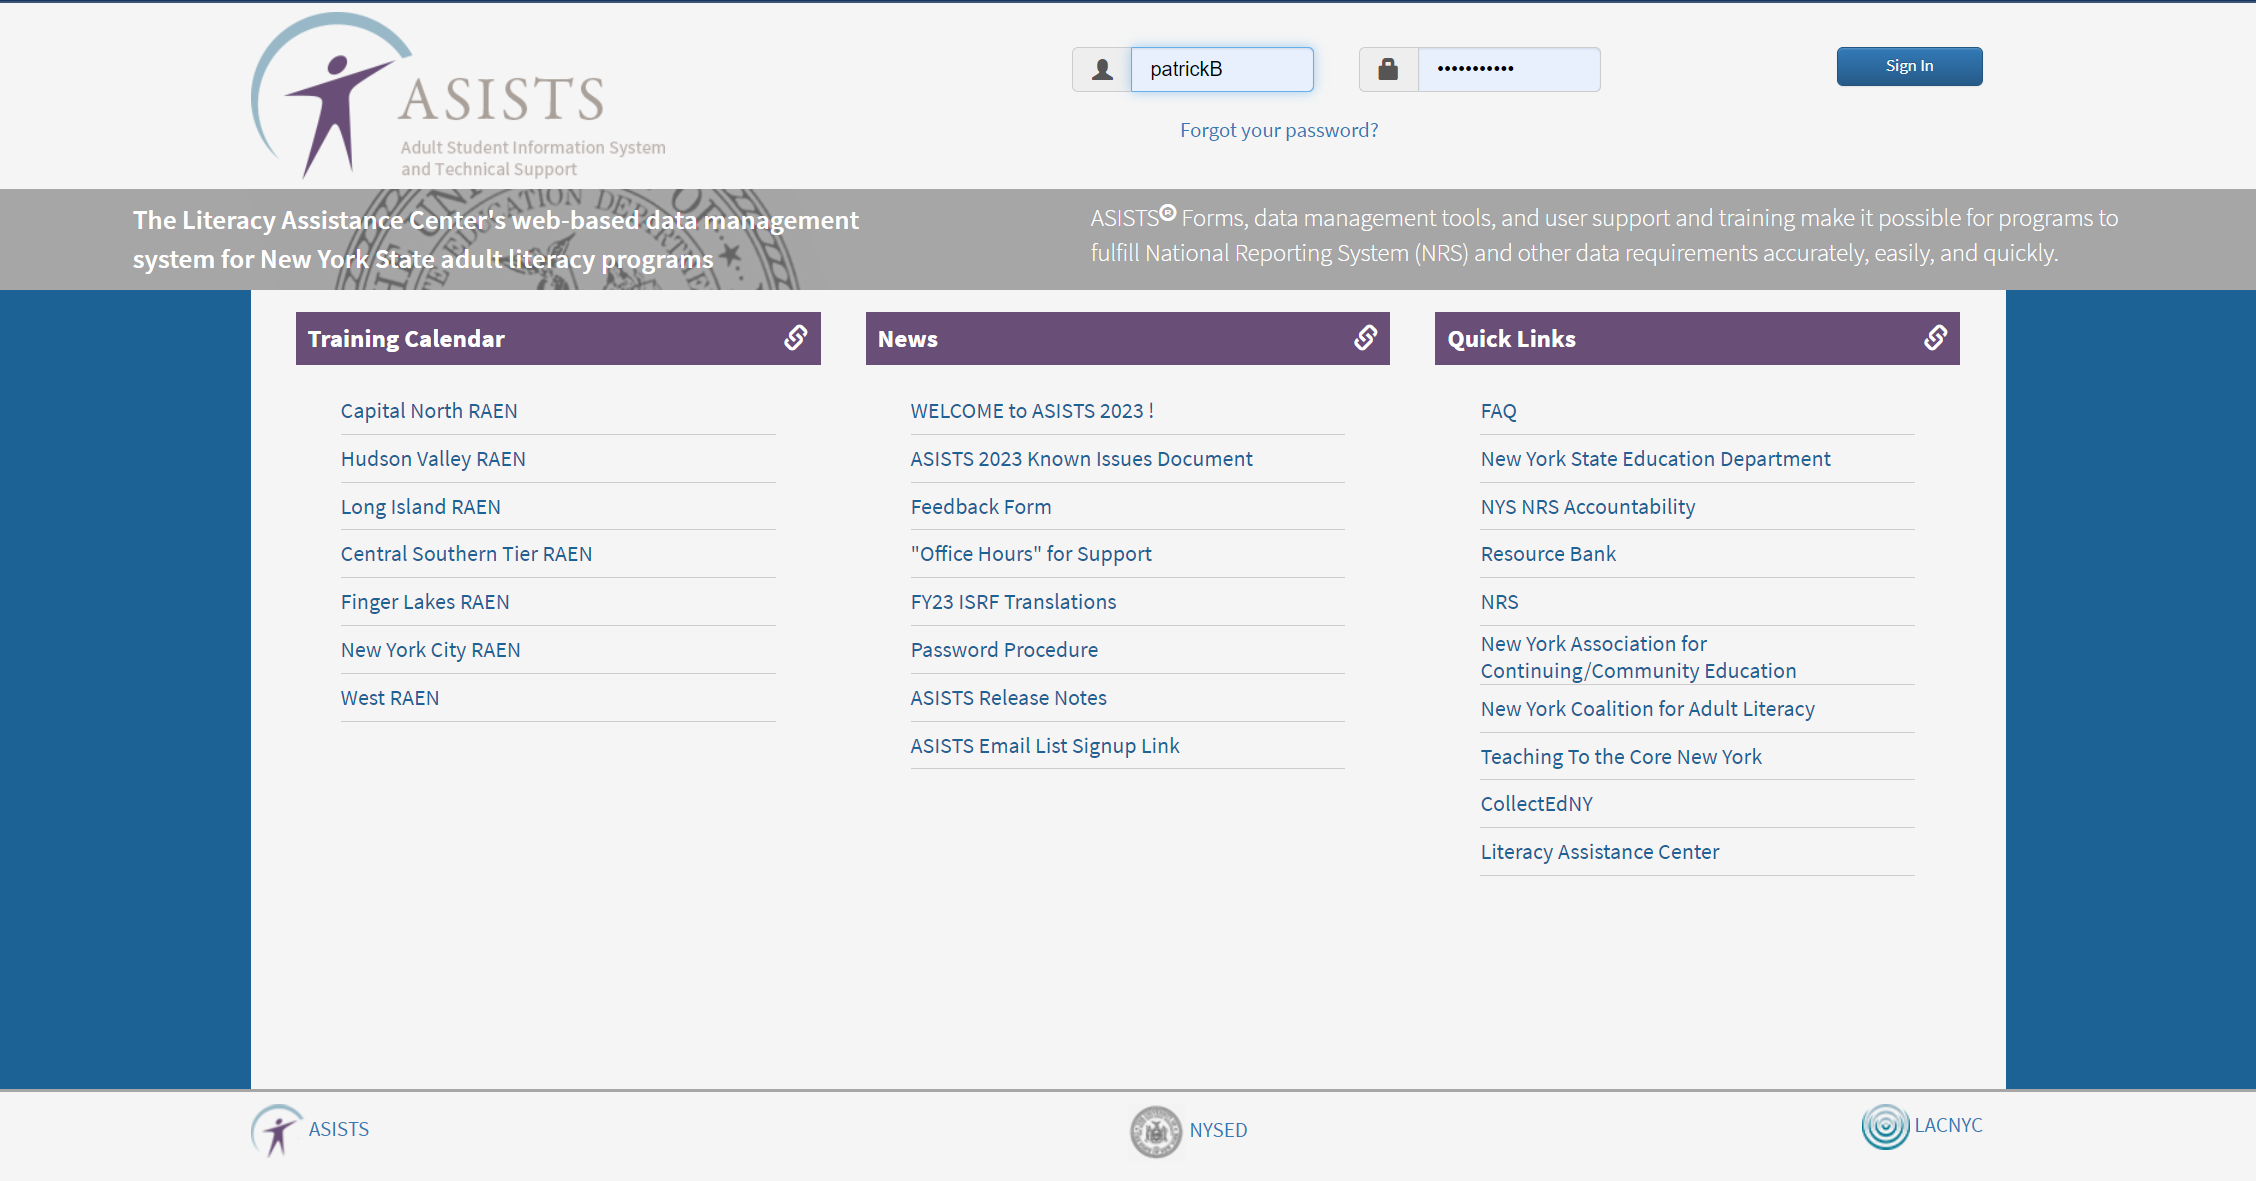 ASISTS
Adult Student Information System
and Technical Support
patrickB
•••••••••••
Sign In
Forgot your password?
The Literacy Assistance Center's web-based data management
system for New York State adult literacy programs
ASISTS® Forms, data management tools, and user support and training make it possible for programs to
fulfill National Reporting System (NRS) and other data requirements accurately, easily, and quickly.
Training Calendar
Capital North RAEN
Hudson Valley RAEN
Long Island RAEN
Central Southern Tier RAEN
Finger Lakes RAEN
New York City RAEN
West RAEN
News
WELCOME to ASISTS 2023 !
ASISTS 2023 Known Issues Document
Feedback Form
"Office Hours" for Support
FY23 ISRF Translations
Password Procedure
ASISTS Release Notes
ASISTS Email List Signup Link
Quick Links
FAQ
New York State Education Department
NYS NRS Accountability
Resource Bank
NRS
New York Association for
Continuing/Community Education
New York Coalition for Adult Literacy
Teaching To the Core New York
CollectEdNY
Literacy Assistance Center
ASISTS
NYSED
LACNYC